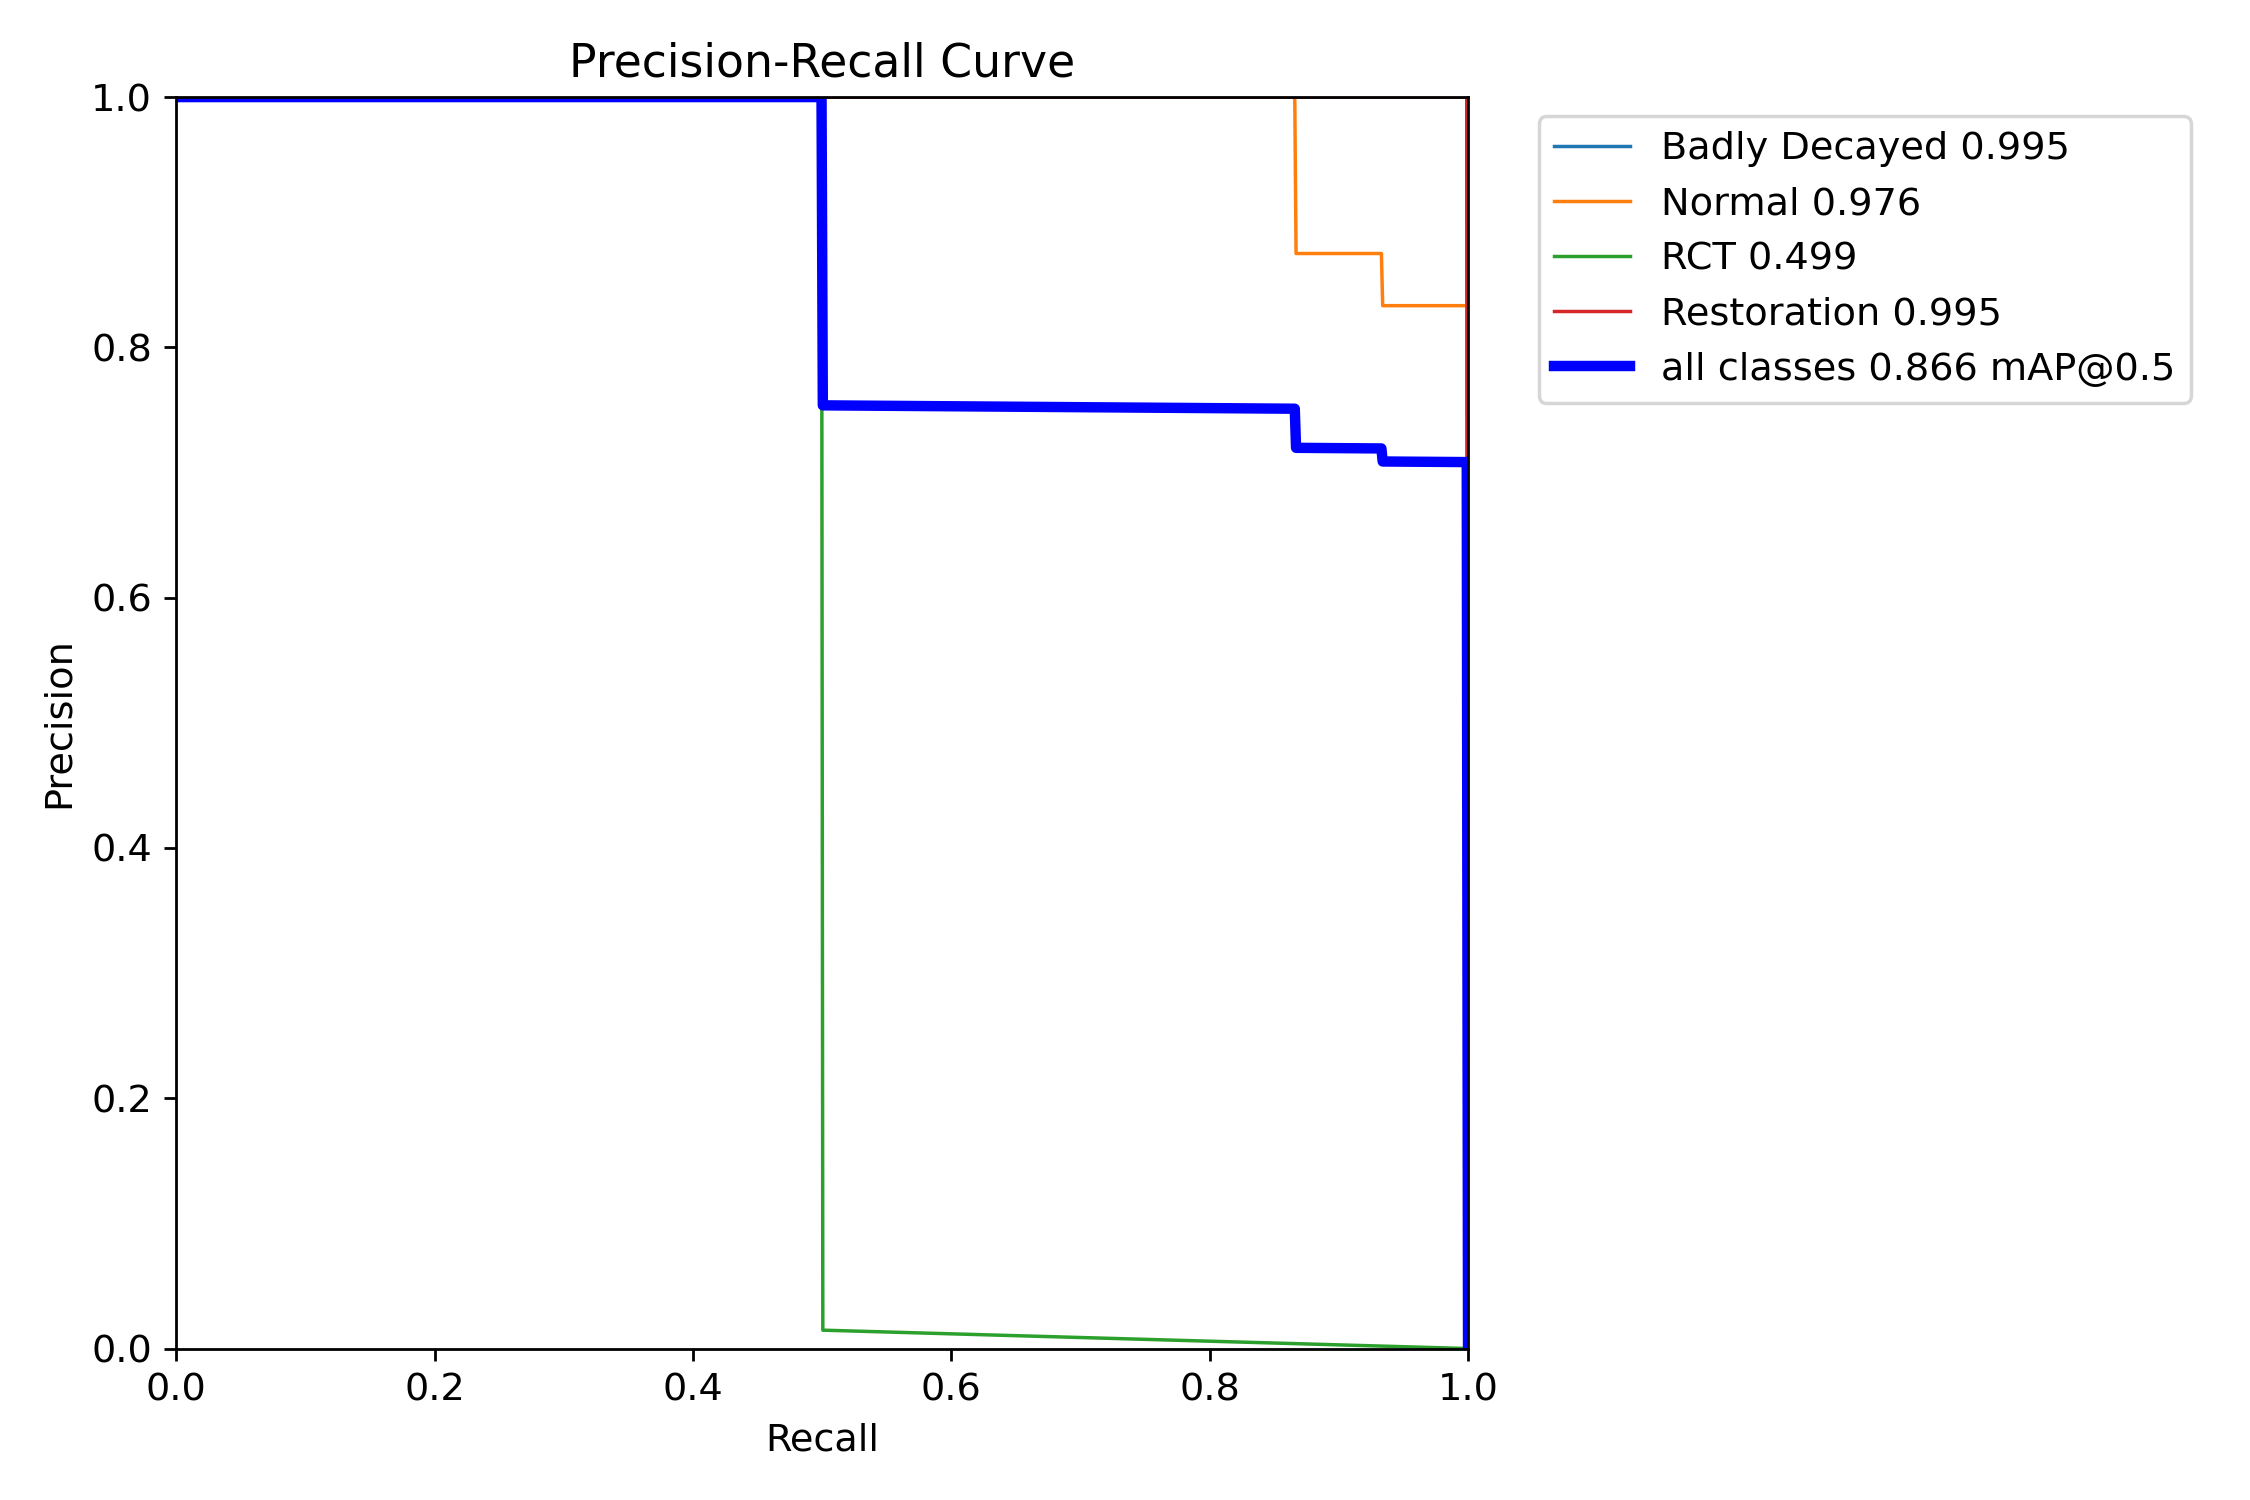 Precision-Recall Curve
1.0
0.8
0.6
0.4
0.2
0.0
Precision
0.0 0.2 0.4 0.6 0.8 1.0
Recall
Badly Decayed 0.995
Normal 0.976
RCT 0.499
Restoration 0.995
all classes 0.866 mAP@0.5